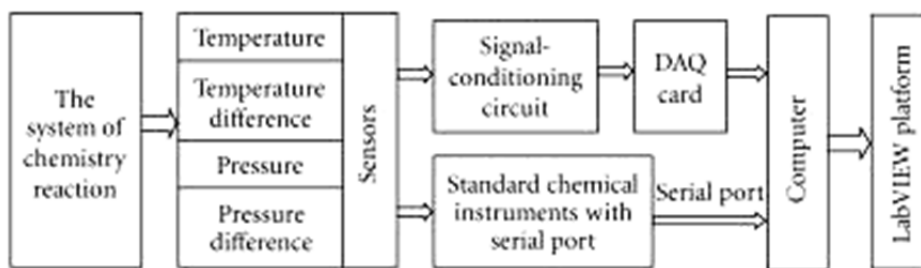 The
system of
chemistry
reaction
Temperature
Temperature
difference
Pressure
Pressure
difference
Sensors
Signal-
conditioning
circuit
DAQ
card
Standard chemical
instruments with
serial port
Serial port
Computer
LabVIEW platform